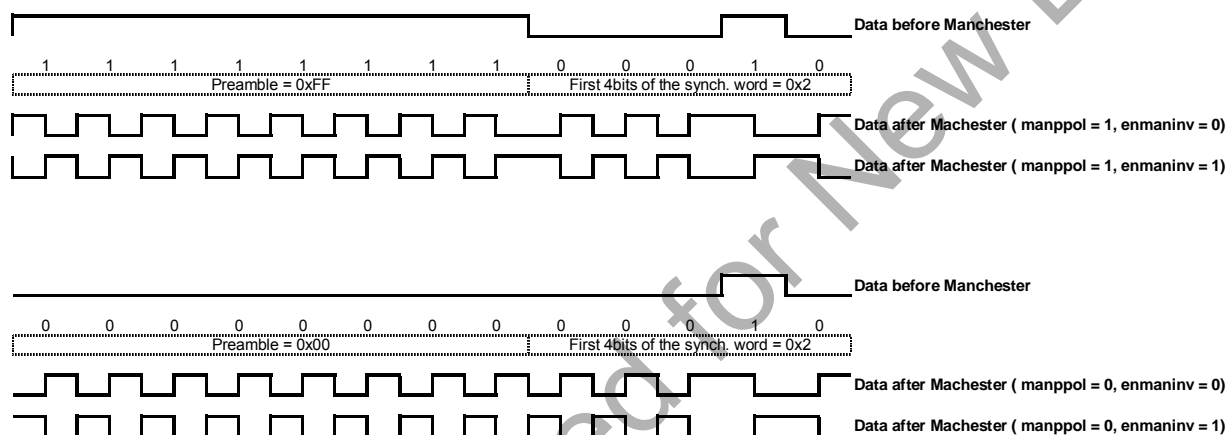 Data before Manchester
1 1 1 1 1 1 1 1 0 0 0 1 0
Preamble = 0xFF First 4bits of the synch. word = 0x2
Data after Machester ( manppol = 1, enmaninv = 0)
Data after Machester ( manppol = 1, enmaninv = 1)
Data before Manchester
0 0 0 0 0 0 0 0 0 0 0 1 0
Preamble = 0x00 First 4bits of the synch. word = 0x2
Data after Machester ( manppol = 0, enmaninv = 0)
Data after Machester ( manppol = 0, enmaninv = 1)
for New